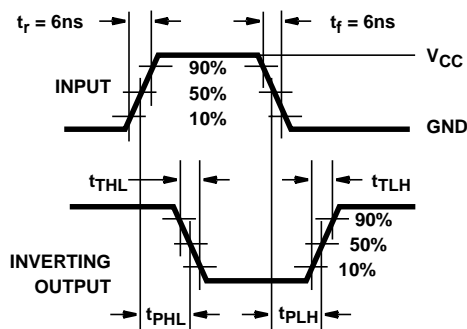 tr = 6ns
tf = 6ns
VCC
90%
INPUT
50%
10%
GND
tTHL
tTLH
90%
50%
INVERTING
OUTPUT
10%
tPHL
tPLH